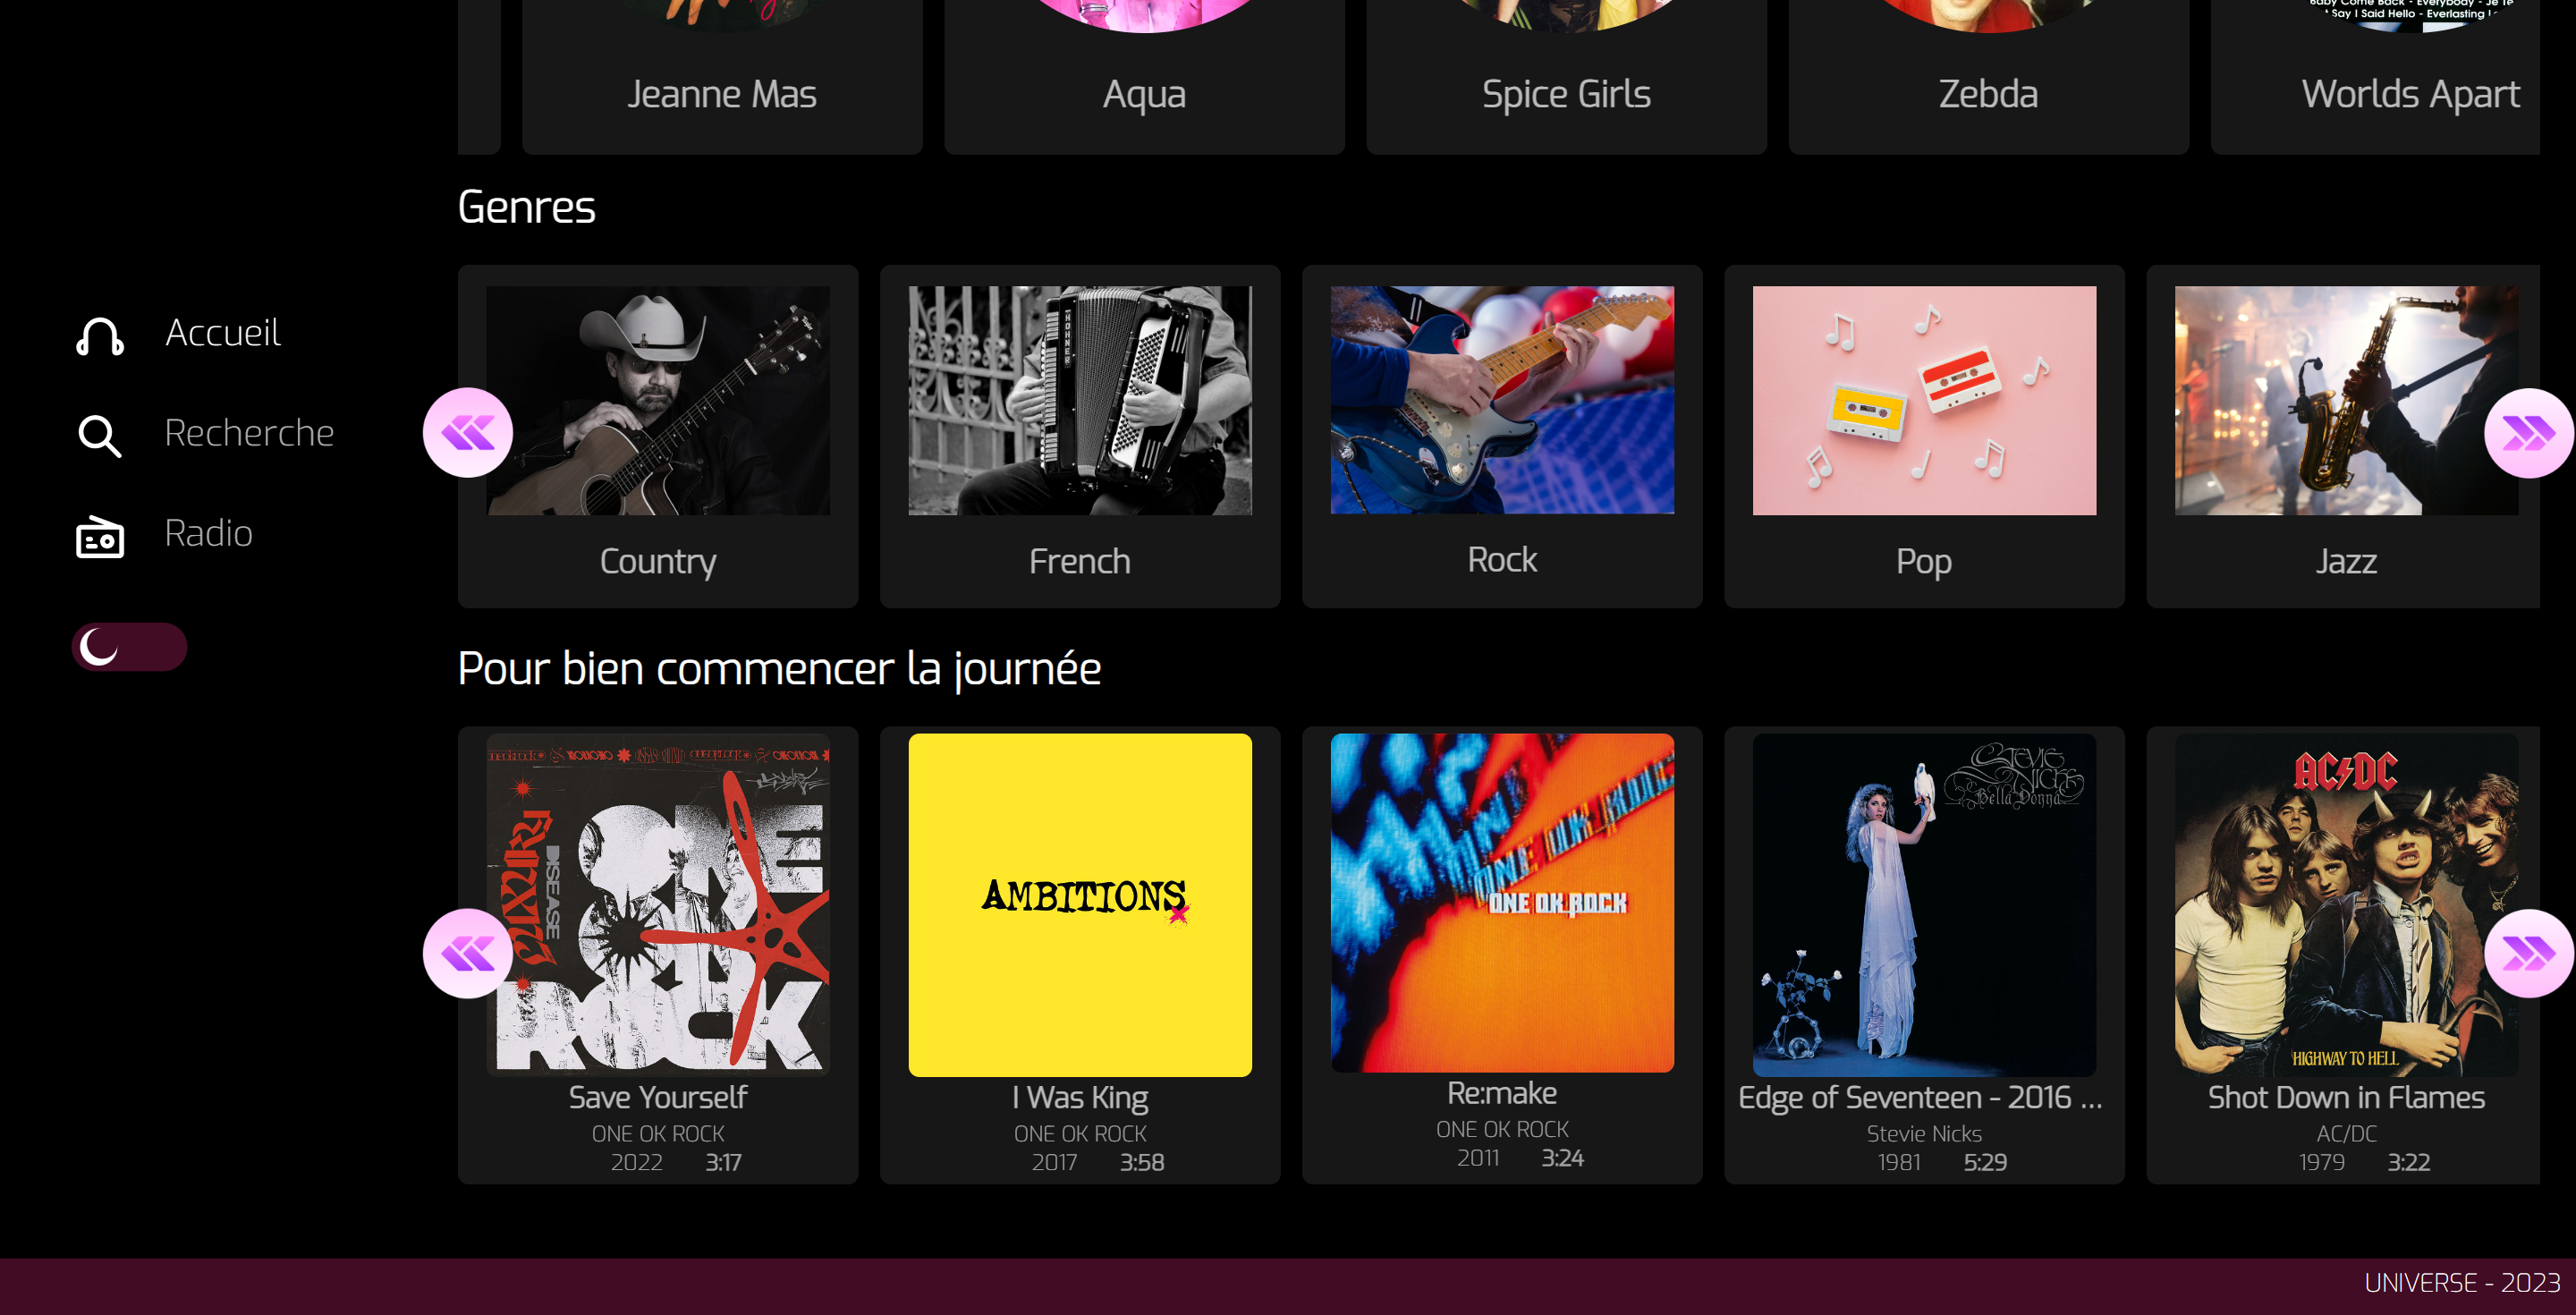 Baby Come Back - Everybody - Je Te
t Say I Said Hello - Everlasting L
Jeanne Mas
Aqua
Spice Girls
Zebda
Worlds Apart
Genres
Accueil
Recherche
Radio
HOHNER
Country
French
Rock
Pop
Jazz
Pour bien commencer la journée
LUXURY
DISEASE
ONE
OK
ROCK
AMBITIONS
ONE OK ROCK
ONE OK ROCK
STEVIE
NICKS
Bella Donna
AC/DC
HIGHWAY TO HELL
Save Yourself
ONE OK ROCK
2022 3:17
I Was King
ONE OK ROCK
2017 3:58
Re:make
ONE OK ROCK
2011 3:24
Edge of Seventeen - 2016 ...
Stevie Nicks
1981 5:29
Shot Down in Flames
AC/DC
1979 3:22
UNIVERSE - 2023